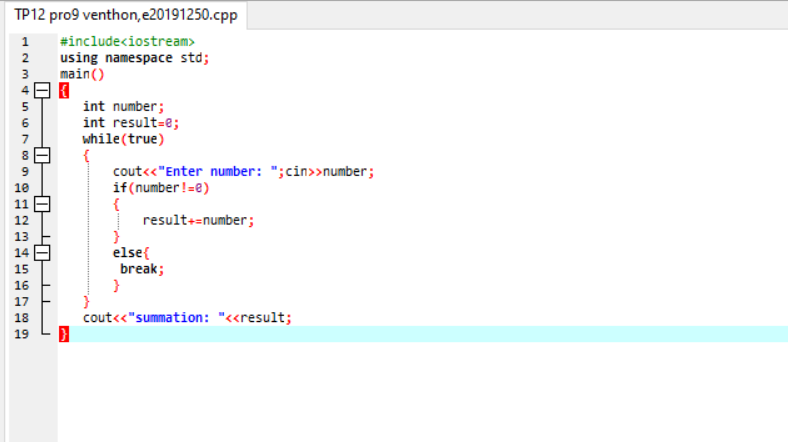 TP12 pro9 venthon,e20191250.cpp
1 #include<iostream>
2 using namespace std;
3 main()
4 {
5 int number;
6 int result=0;
7 while(true)
8 {
9 cout<<"Enter number: ";cin>>number;
10 if(number!=0)
11 {
12 result+=number;
13 }
14 else{
15 break;
16 }
17 }
18 cout<<"summation: "<<result;
19 }